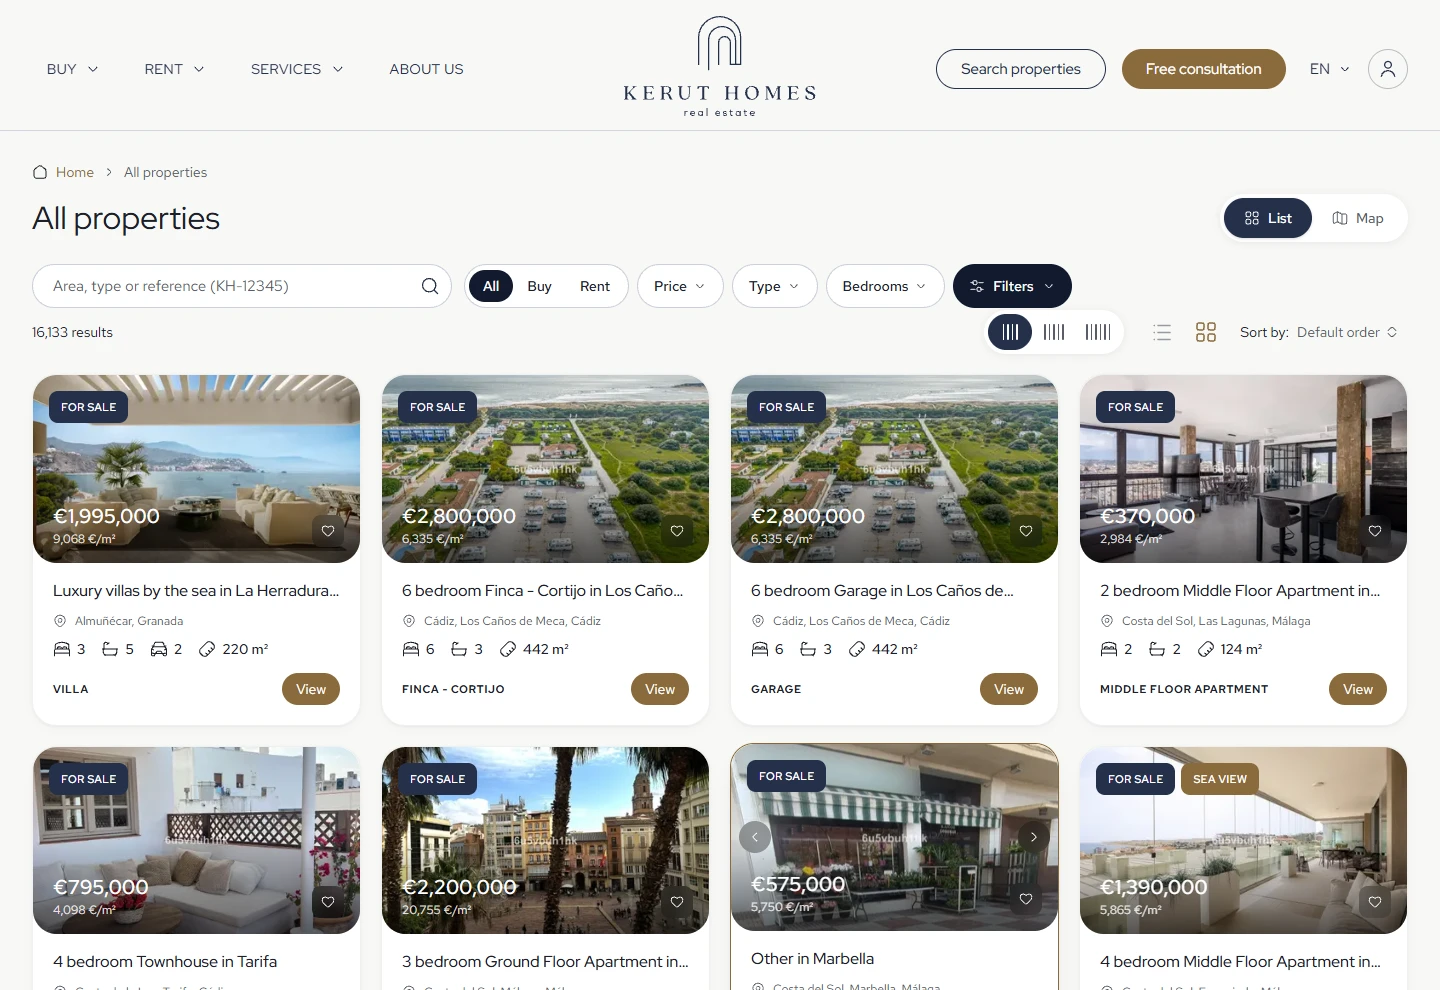 BUY
RENT
SERVICES
ABOUT US
KERUT HOMES
real estate
Search properties
Free consultation
EN
Home
All properties
All properties
List
Map
Area, type or reference (KH-12345)
All
Buy
Rent
Price
Type
Bedrooms
Filters
16,133 results
Sort by: Default order
FOR SALE
€1,995,000
9,068 €/m²
Luxury villas by the sea in La Herradura...
Almuñécar, Granada
3 5 2 220 m²
VILLA
View
FOR SALE
6u5vbuh1hk
€2,800,000
6,335 €/m²
6 bedroom Finca - Cortijo in Los Caño...
Cádiz, Los Caños de Meca, Cádiz
6 3 442 m²
FINCA - CORTIJO
View
FOR SALE
6u5vbuh1hk
€2,800,000
6,335 €/m²
6 bedroom Garage in Los Caños de...
Cádiz, Los Caños de Meca, Cádiz
6 3 442 m²
GARAGE
View
FOR SALE
6u5vbuh1hk
€370,000
2,984 €/m²
2 bedroom Middle Floor Apartment in...
Costa del Sol, Las Lagunas, Málaga
2 2 124 m²
MIDDLE FLOOR APARTMENT
View
FOR SALE
6u5vbuh1hk
€795,000
4,098 €/m²
4 bedroom Townhouse in Tarifa
FOR SALE
6u5vbuh1hk
€2,200,000
20,755 €/m²
3 bedroom Ground Floor Apartment in...
FOR SALE
6u5vbuh1hk
€575,000
5,750 €/m²
Other in Marbella
Costa del Sol, Marbella, Málaga
FOR SALE
SEA VIEW
6u5vbuh1hk
€1,390,000
5,865 €/m²
4 bedroom Middle Floor Apartment in...